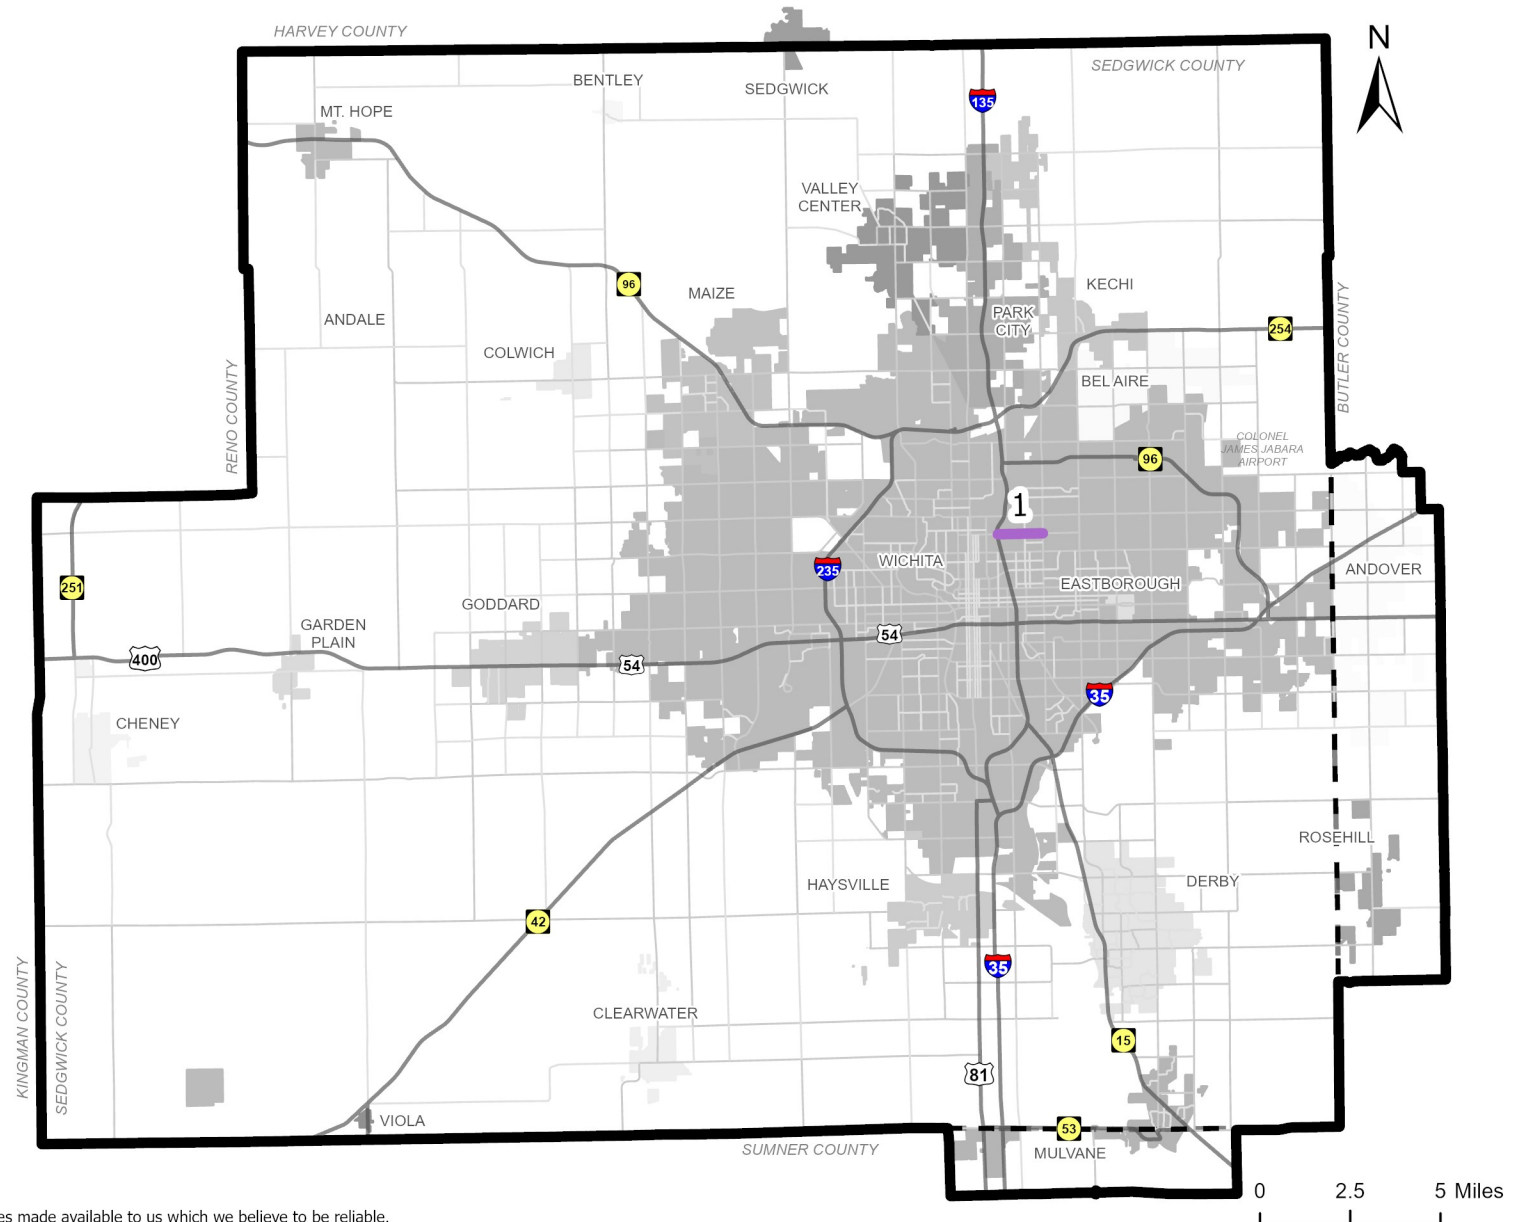 HARVEY COUNTY
N
SEDGWICK COUNTY
BENTLEY
SEDGWICK
135
MT. HOPE
VALLEY
CENTER
96
MAIZE
KECHI
PARK
CITY
ANDALE
254
COLWICH
BUTLER COUNTY
RENO COUNTY
BEL AIRE
COLONEL
JAMES JABARA
AIRPORT
96
1
WICHITA
235
ANDOVER
251
EASTBOROUGH
GODDARD
GARDEN
PLAIN
54
400
54
35
CHENEY
ROSEHILL
HAYSVILLE
DERBY
42
35
KINGMAN COUNTY
SEDGWICK COUNTY
CLEARWATER
15
81
VIOLA
53
SUMNER COUNTY
MULVANE
0 2.5 5 Miles
es made available to us which we believe to be reliable.